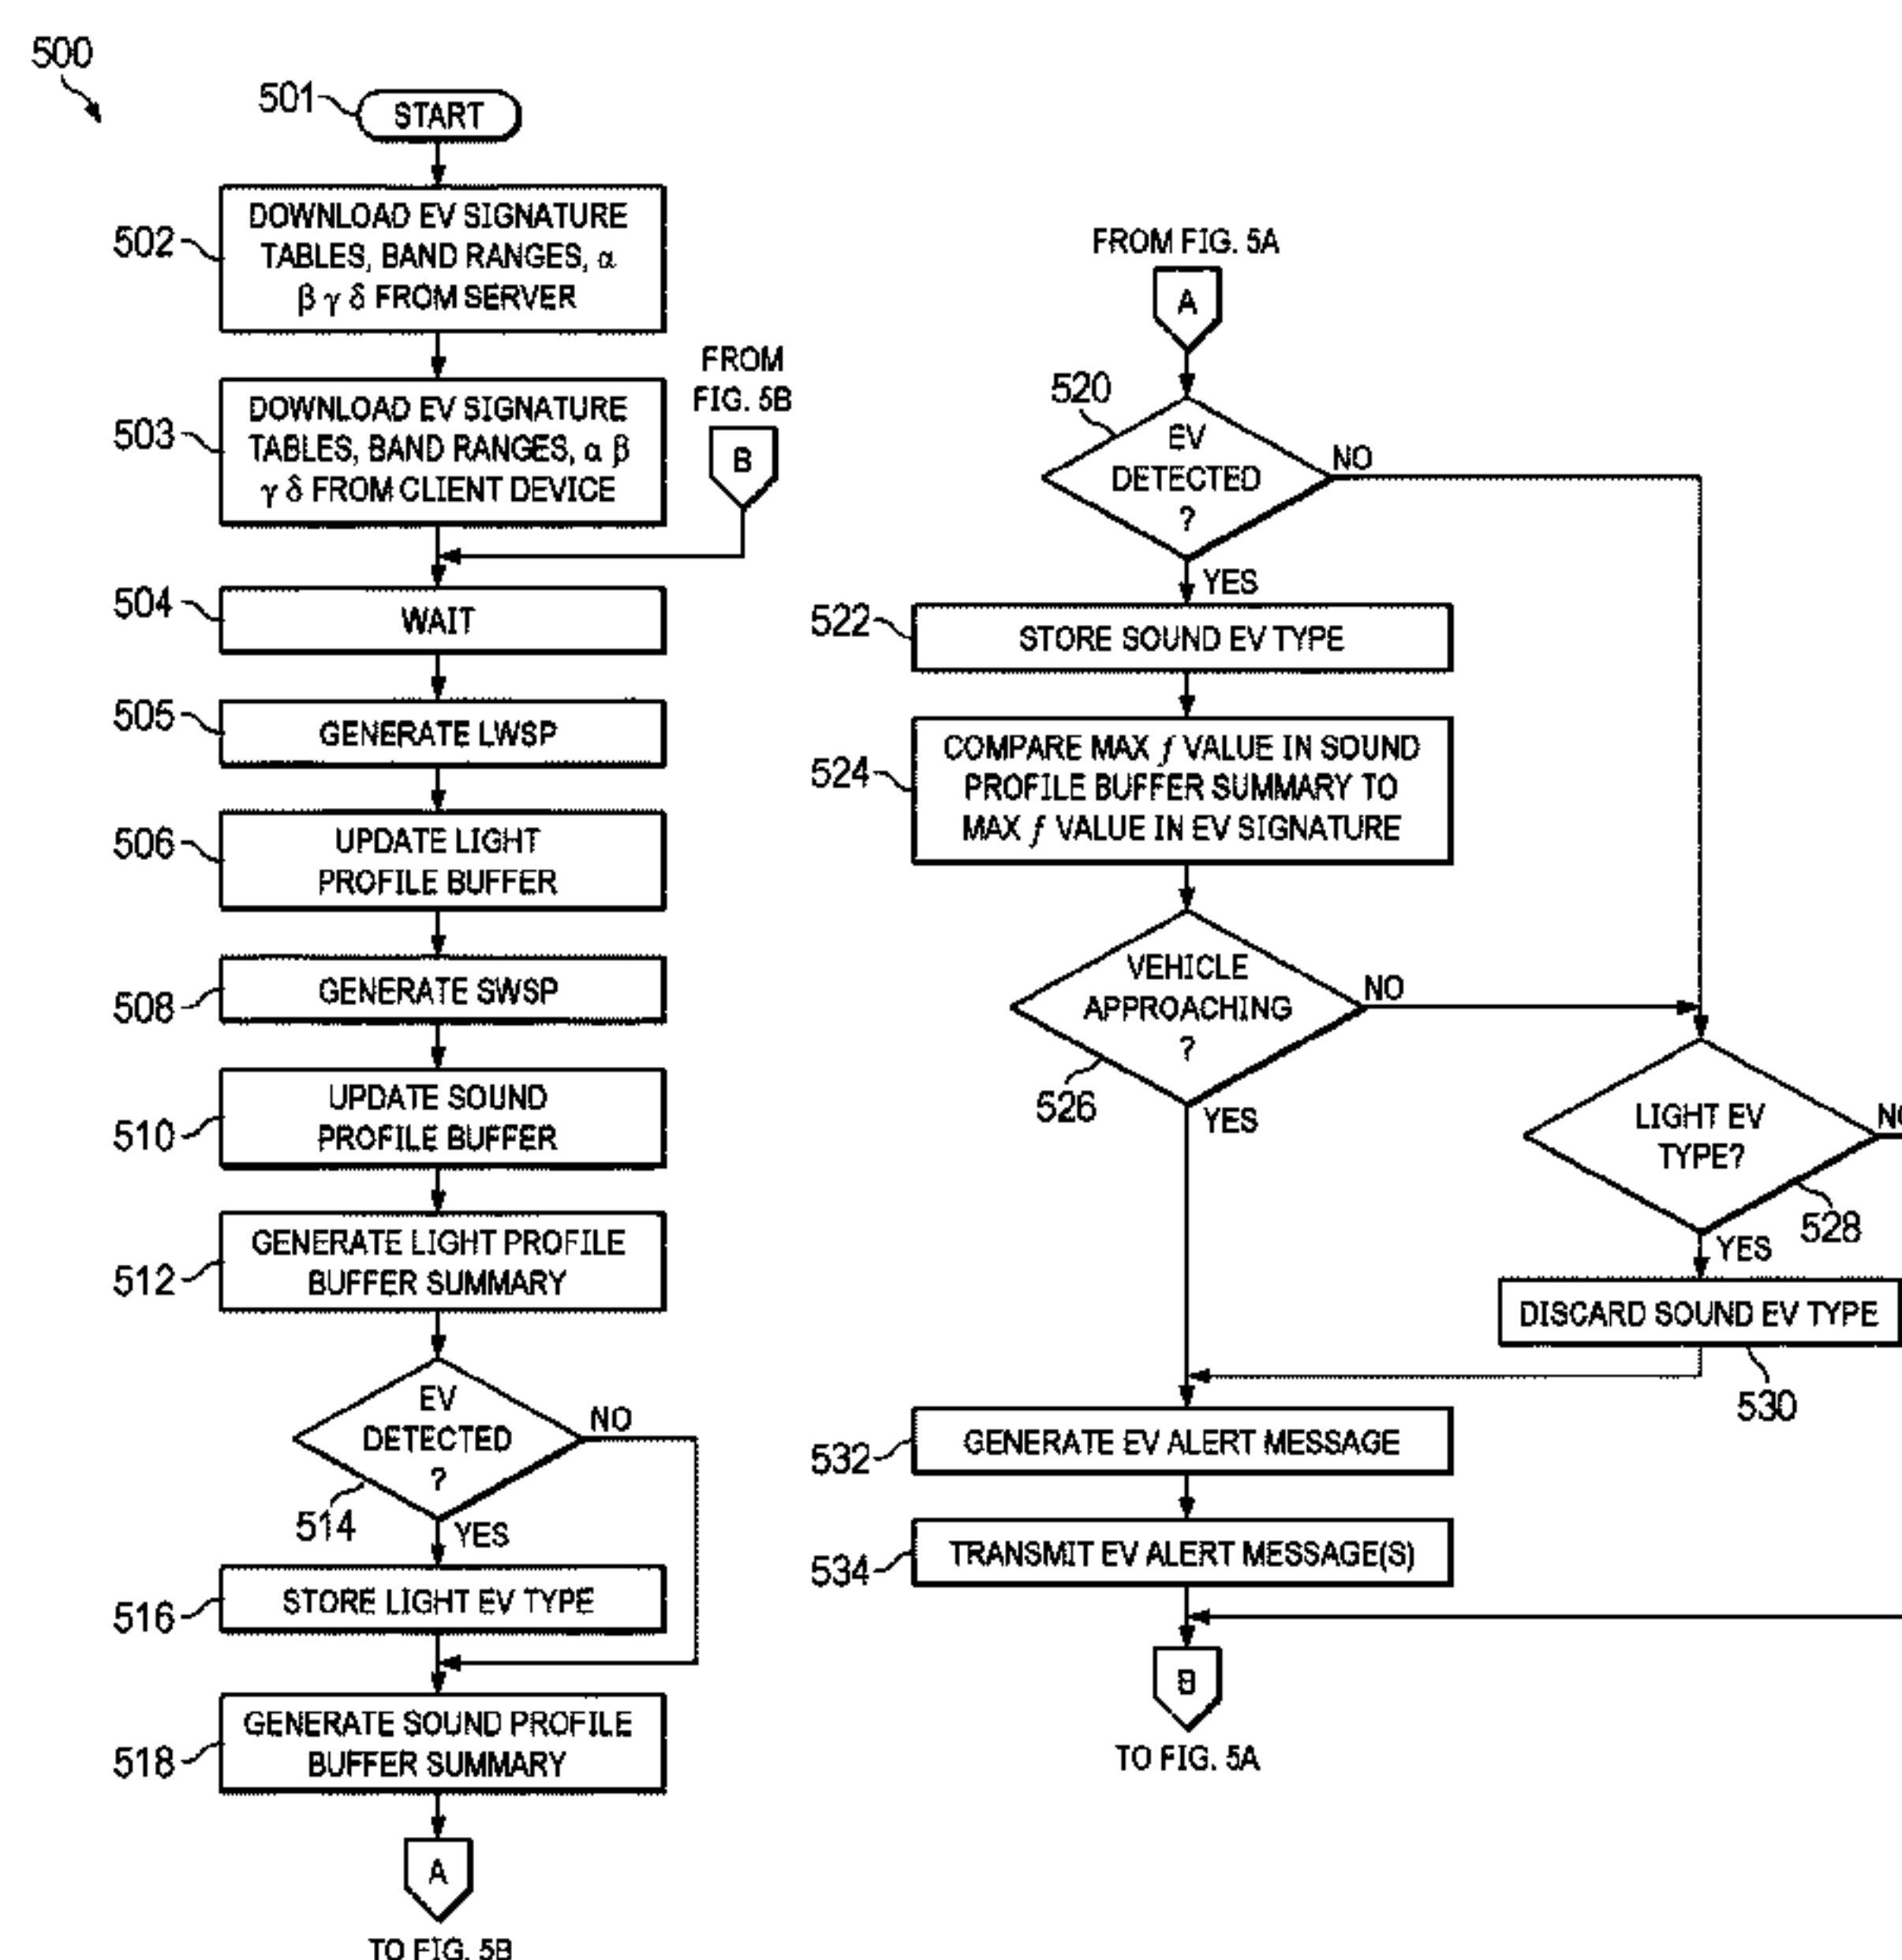 500
501
START
502
DOWNLOAD EV SIGNATURE
TABLES, BAND RANGES, α
β γ δ FROM SERVER
503
DOWNLOAD EV SIGNATURE
TABLES, BAND RANGES, α β
γ δ FROM CLIENT DEVICE
FROM
FIG. 5B
B
504
WAIT
505
GENERATE LWSP
506
UPDATE LIGHT
PROFILE BUFFER
508
GENERATE SWSP
510
UPDATE SOUND
PROFILE BUFFER
512
GENERATE LIGHT PROFILE
BUFFER SUMMARY
EV
DETECTED
?
NO
514
YES
516
STORE LIGHT EV TYPE
518
GENERATE SOUND PROFILE
BUFFER SUMMARY
A
TO FIG. 5B
FROM FIG. 5A
A
520
EV
DETECTED
?
NO
YES
522
STORE SOUND EV TYPE
524
COMPARE MAX f VALUE IN SOUND
PROFILE BUFFER SUMMARY TO
MAX f VALUE IN EV SIGNATURE
VEHICLE
APPROACHING
?
NO
526
YES
LIGHT EV
TYPE?
NO
528
YES
DISCARD SOUND EV TYPE
530
532
GENERATE EV ALERT MESSAGE
534
TRANSMIT EV ALERT MESSAGE(S)
B
TO FIG. 5A